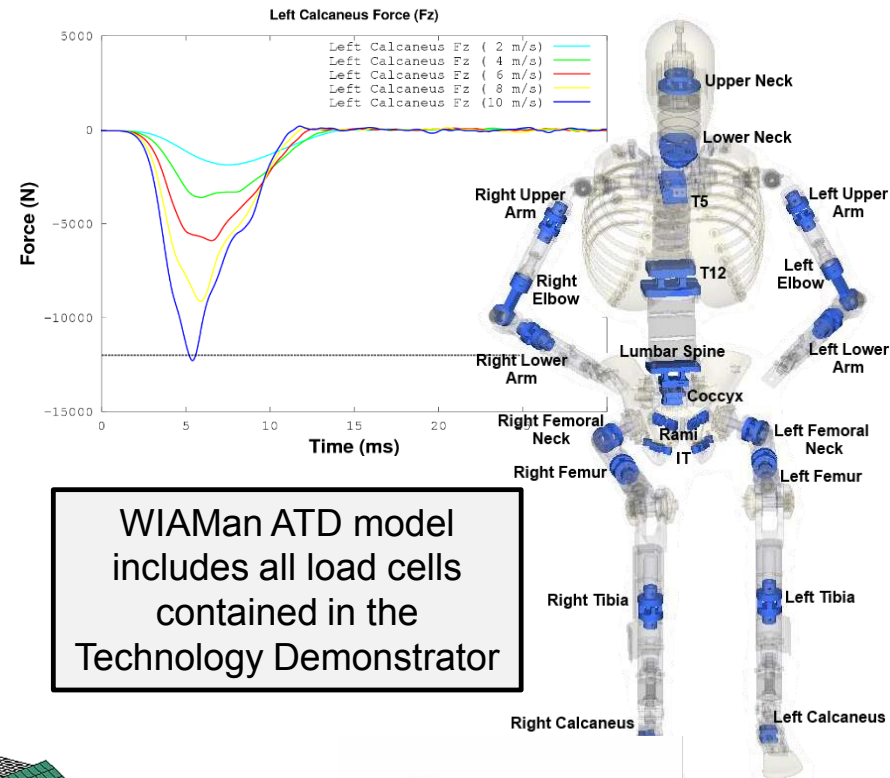 Left Calcaneus Force (Fz)
5000
0
-5000
-10000
-15000
Force (N)
Left Calcaneus Fz ( 2 m/s)
Left Calcaneus Fz ( 4 m/s)
Left Calcaneus Fz ( 6 m/s)
Left Calcaneus Fz ( 8 m/s)
Left Calcaneus Fz (10 m/s)
0
5
10
15
20
Time (ms)
Upper Neck
Lower Neck
Right Upper
Arm
T5
Left Upper
Arm
T12
Right
Elbow
Left
Elbow
Right Lower
Arm
Lumbar Spine
Left Lower
Arm
Coccyx
Right Femoral
Neck
Rami
Left Femoral
Neck
IT
Right Femur
Left Femur
WIAMan ATD model
includes all load cells
contained in the
Technology Demonstrator
Right Tibia
Left Tibia
Right Calcaneus
Left Calcaneus